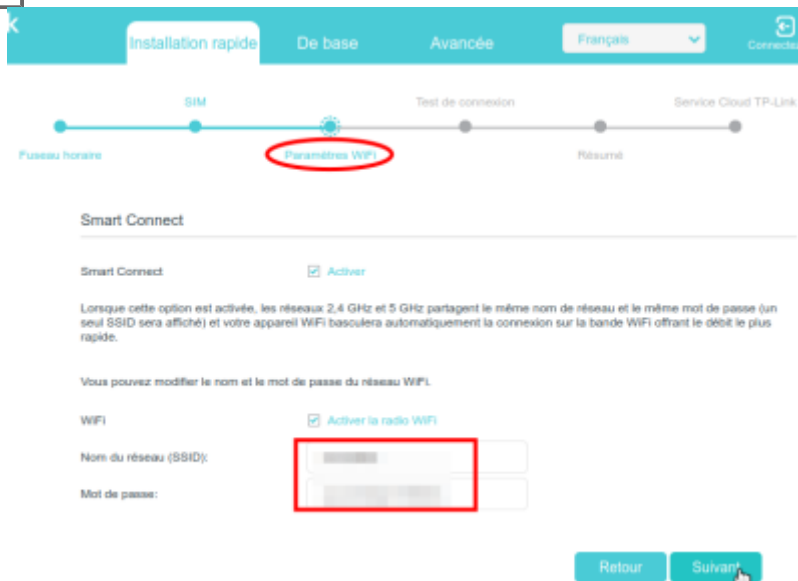 k
Installation rapide De base Avancée Français
SIM Test de connexion Service Cloud TP-Link
Fuseau horaire Paramètres WiFi Résumé
Smart Connect
Smart Connect Activer
Lorsque cette option est activée, les réseaux 2,4 GHz et 5 GHz partagent le même nom de réseau et le même mot de passe (un
seul SSID sera affiché) et votre appareil WiFi basculera automatiquement la connexion sur la bande WiFi offrant le débit le plus
rapide.
Vous pouvez modifier le nom et le mot de passe du réseau WiFi.
WiFi Activer la radio WiFi
Nom du réseau (SSID):
Mot de passe:
Retour Suivant